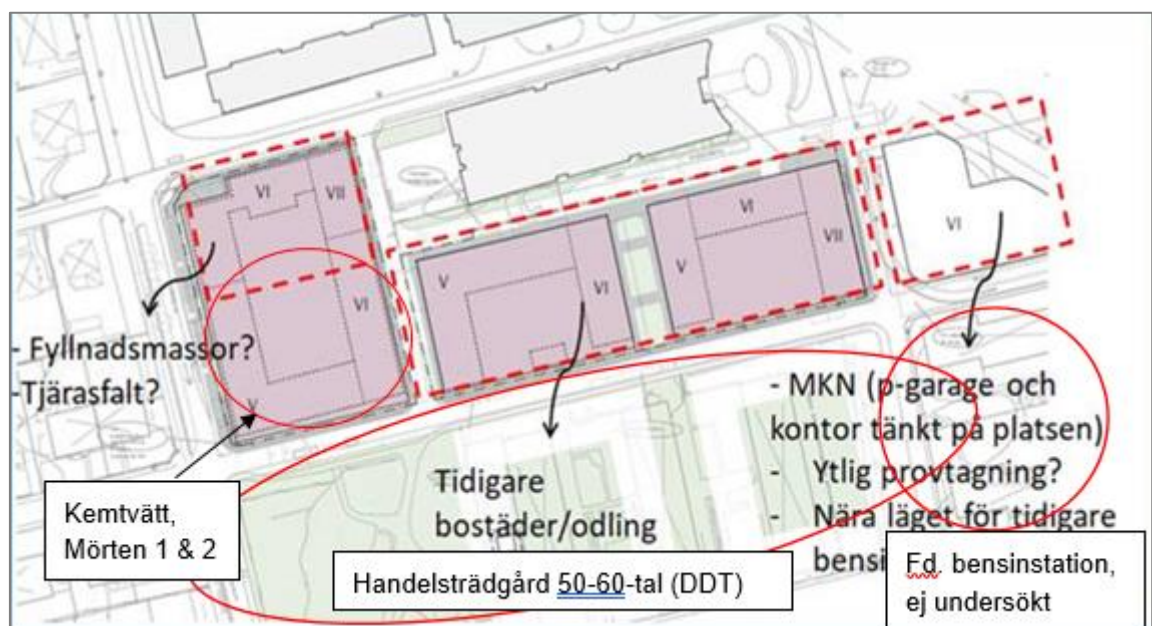 VI
VII
VI
V
V
VI
V
VI
VII
VI
- Fyllnadsmassor?
-Tjärasfalt?
Kemtvätt,
Mörten 1 & 2
Tidigare
bostäder/odling
- MKN (p-garage och
kontor tänkt på platsen)
- Ytlig provtagning?
- Nära läget för tidigare
bensi
Handelsträdgård 50-60-tal (DDT)
Fd. bensinstation,
ej undersökt